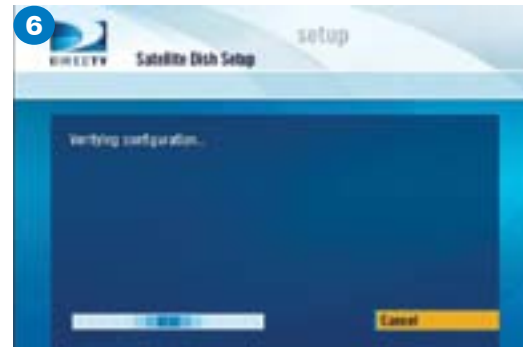 6
setup
DIRECTV
Satellite Dish Setup
Verifying configuration...
Cancel